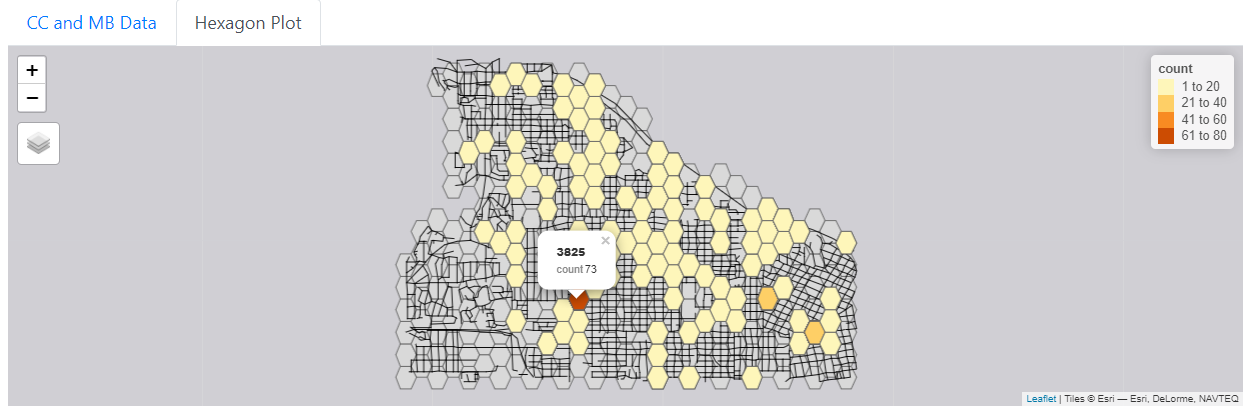 CC and MB Data
Hexagon Plot
+
−
count
1 to 20
21 to 40
41 to 60
61 to 80
×
3825
count 73
Leaflet | Tiles © Esri — Esri, DeLorme, NAVTEQ